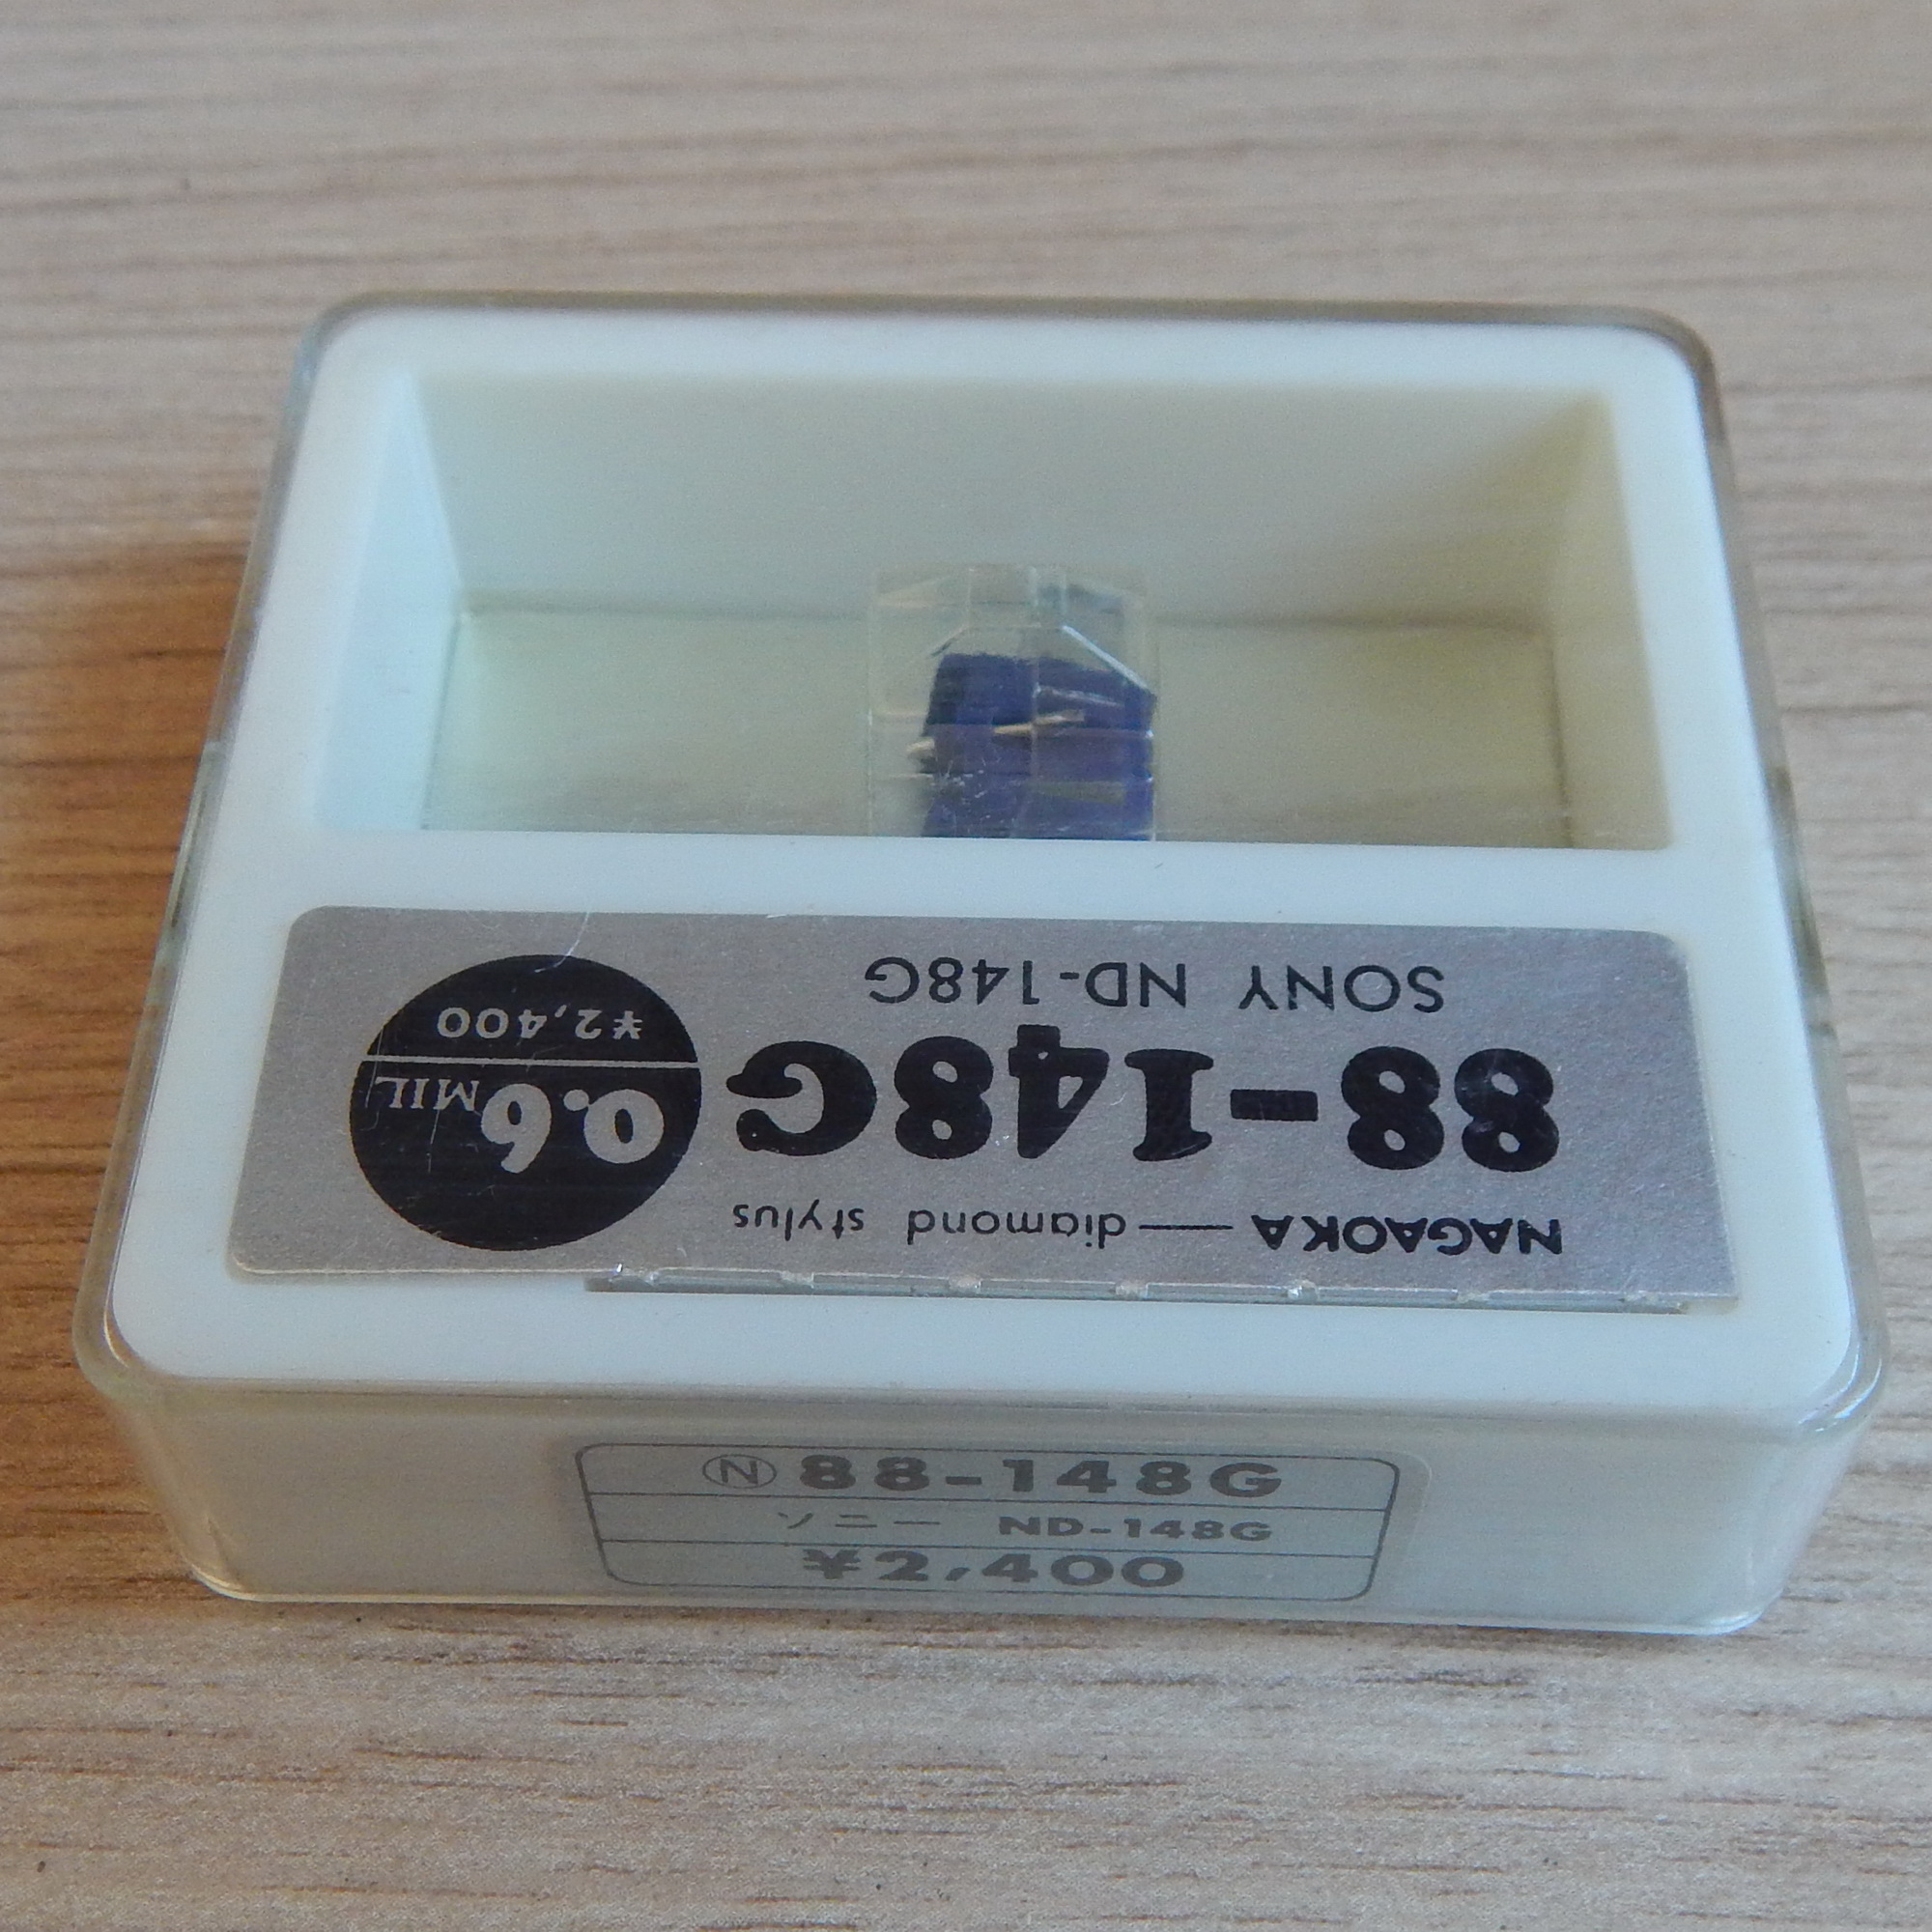 NAGAOKA — diamond stylus
88-148G
SONY ND-148G
0.6 MIL
¥2,400
Ⓝ 88-148G
ソニー ND-148G
¥2,400